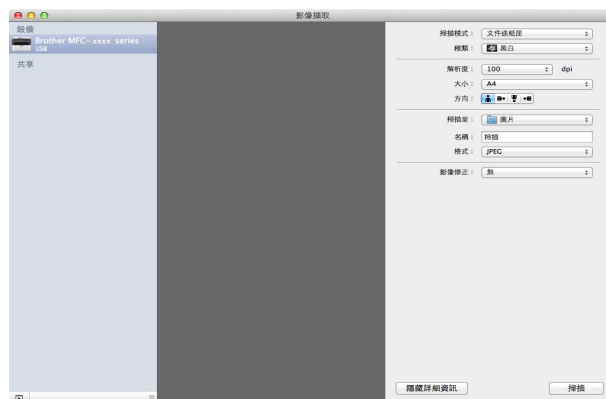 影像擷取
設備
Brother MFC-xxxx series
USB
共享
掃描模式： 文件送紙匣
種類： 黑白
解析度： 100 dpi
大小： A4
方向：
掃描至： 圖片
名稱： 掃描
格式： JPEG
影像修正： 無
隱藏詳細資訊 掃描